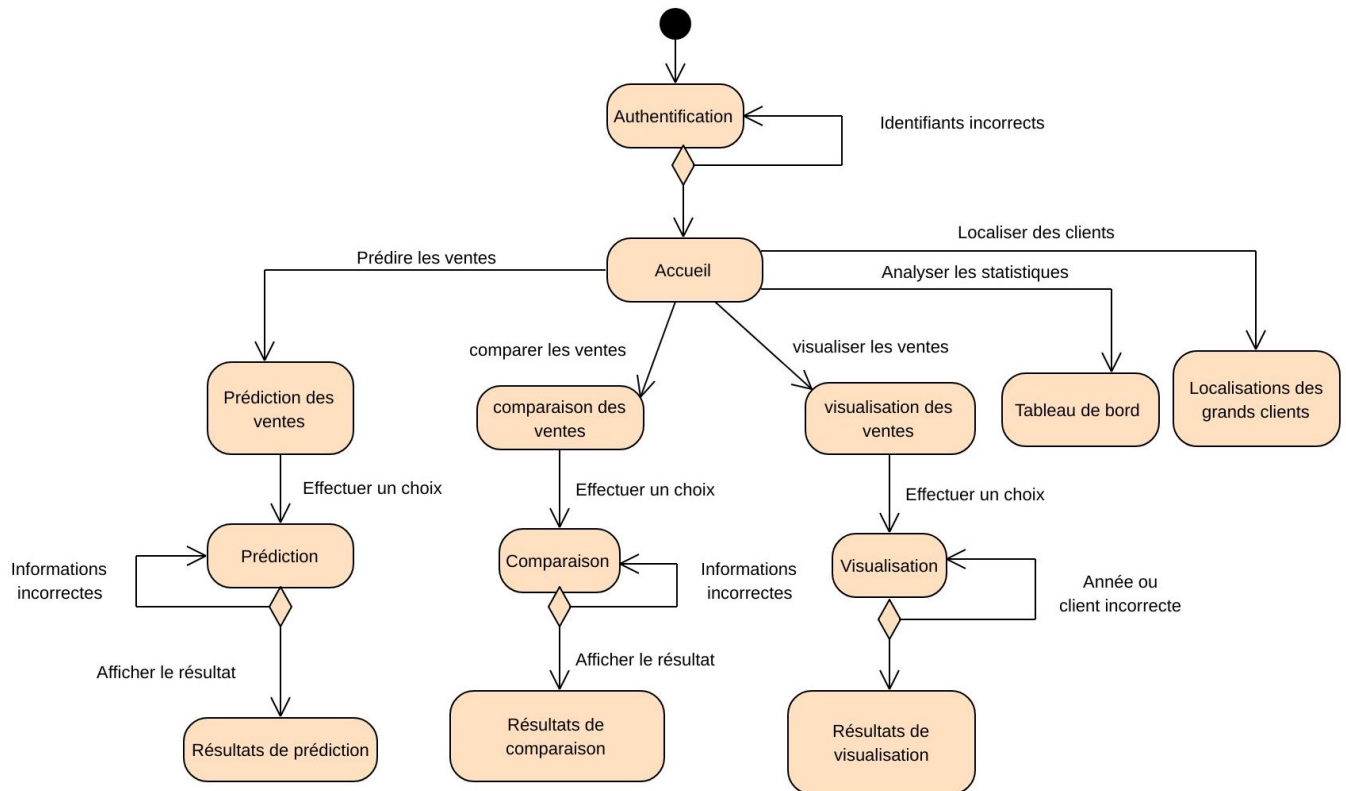 Authentification
Identifiants incorrects
Localiser des clients
Prédire les ventes
Accueil
Analyser les statistiques
comparer les ventes
visualiser les ventes
Prédiction des
ventes
comparaison des
ventes
visualisation des
ventes
Tableau de bord
Localisations des
grands clients
Effectuer un choix
Effectuer un choix
Effectuer un choix
Prédiction
Comparaison
Visualisation
Informations
incorrectes
Informations
incorrectes
Année ou
client incorrecte
Afficher le résultat
Afficher le résultat
Résultats de prédiction
Résultats de
comparaison
Résultats de
visualisation